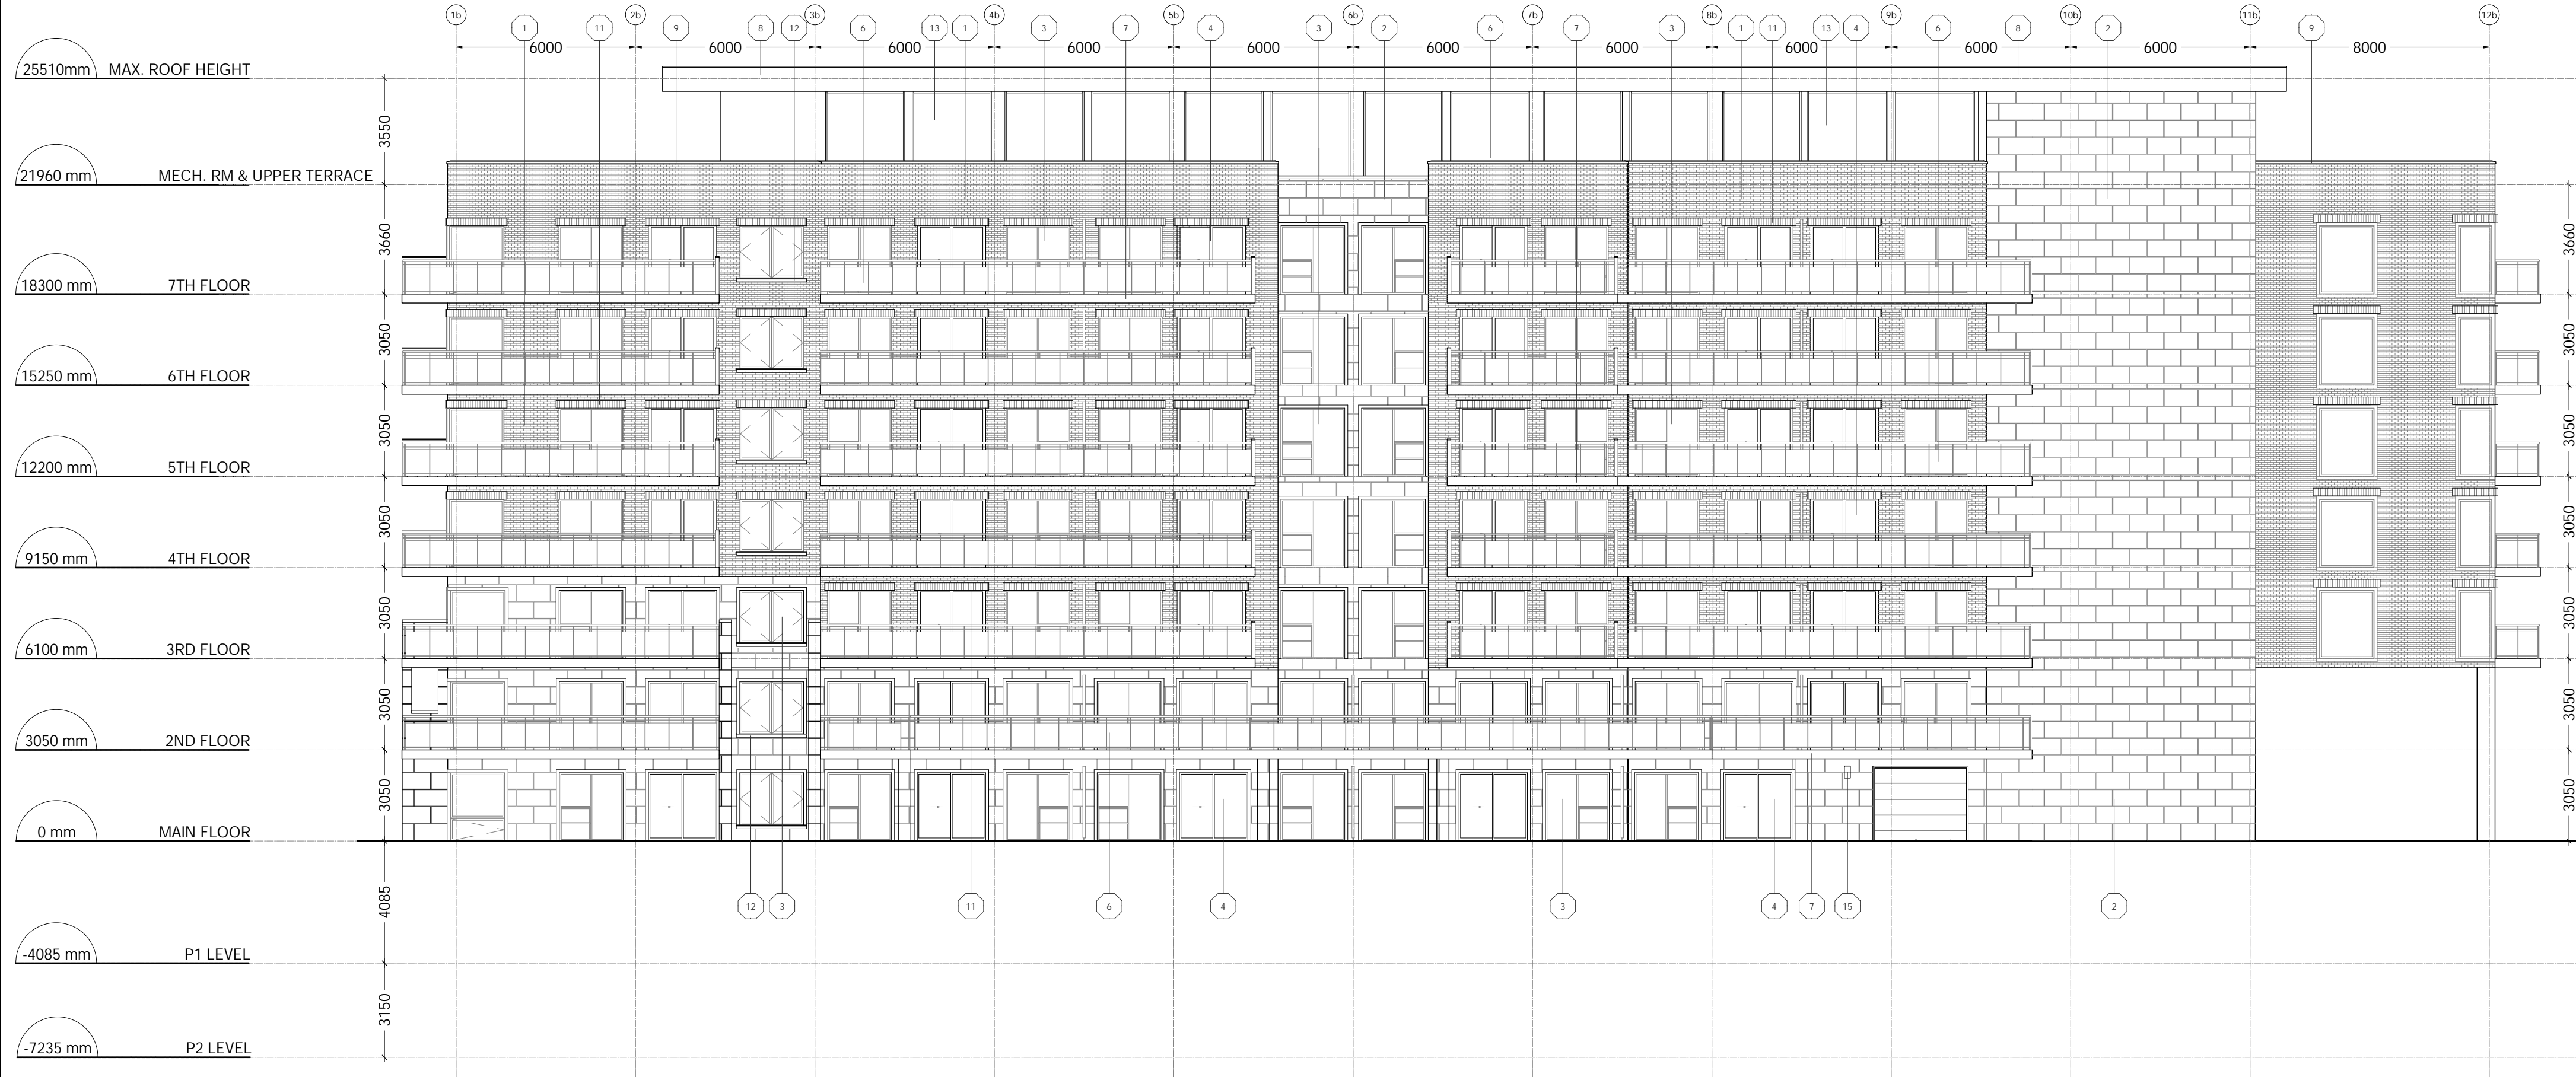 1b 2b 3b 4b 5b 6b 7b 8b 9b 10b 11b 12b
1 11 9 8 12 6 13 1 3 7 4 3 2 6 7 3 1 11 13 4 6 8 2 9
6000 6000 6000 6000 6000 6000 6000 6000 6000 6000 8000
25510mm MAX. ROOF HEIGHT
3550
21960 mm MECH. RM & UPPER TERRACE
3660 3660
18300 mm 7TH FLOOR
3050 3050
15250 mm 6TH FLOOR
3050 3050
12200 mm 5TH FLOOR
3050 3050
9150 mm 4TH FLOOR
3050 3050
6100 mm 3RD FLOOR
3050 3050
3050 mm 2ND FLOOR
3050 3050
0 mm MAIN FLOOR
4085
12 3 11 6 4 3 4 7 15 2
-4085 mm P1 LEVEL
3150
-7235 mm P2 LEVEL